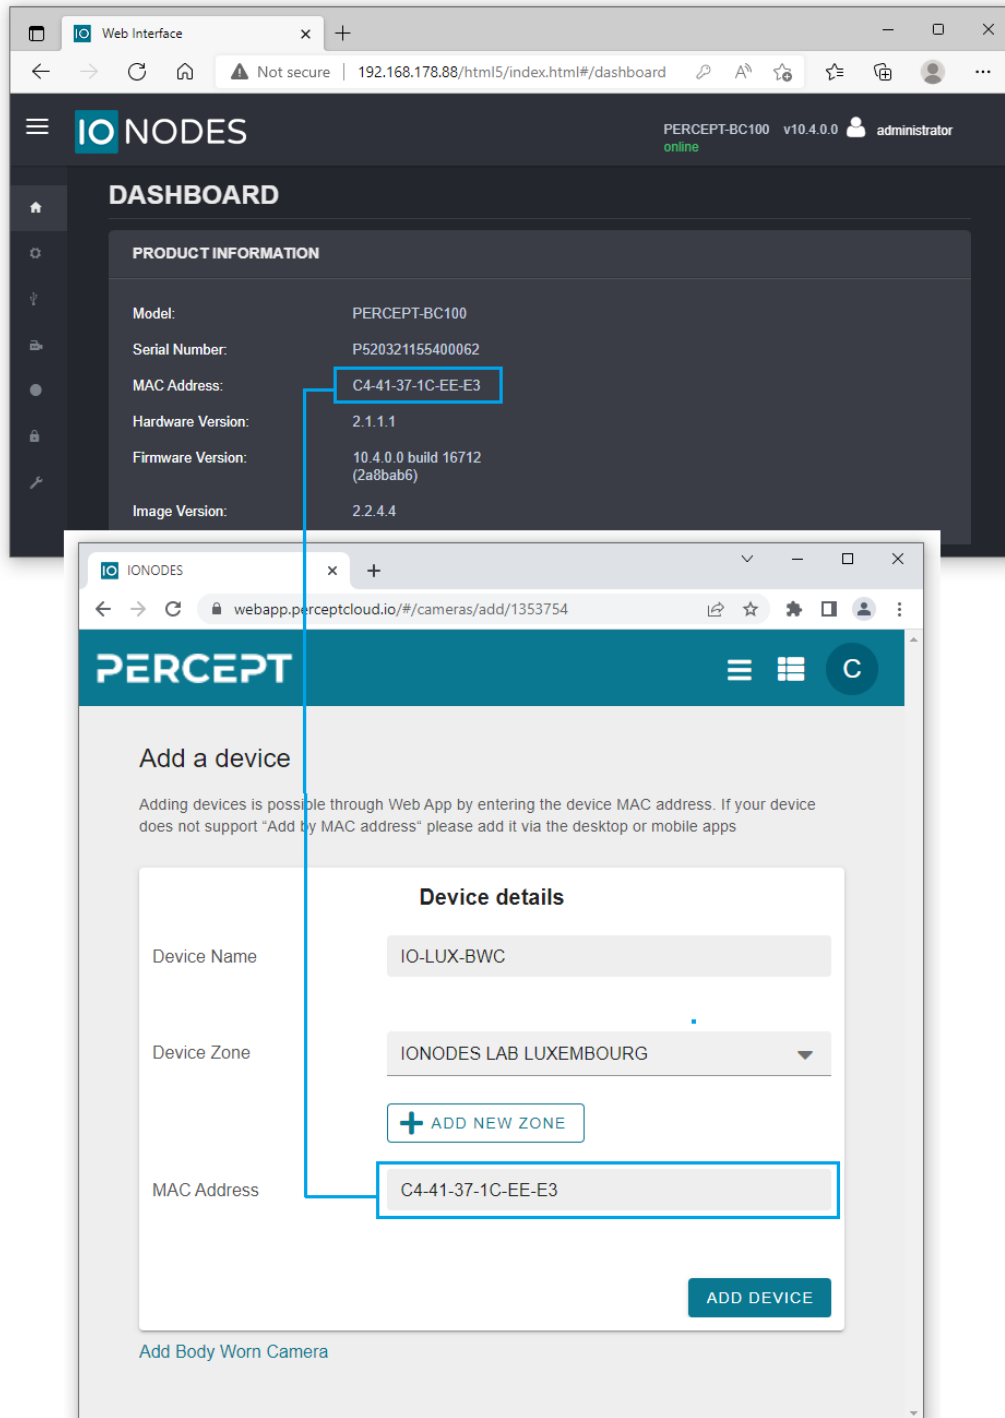 IO Web Interface
Not secure | 192.168.178.88/html5/index.html#/dashboard
IO NODES
PERCEPT-BC100 v10.4.0.0 administrator
online
DASHBOARD
PRODUCT INFORMATION
Model: PERCEPT-BC100
Serial Number: P520321155400062
MAC Address: C4-41-37-1C-EE-E3
Hardware Version: 2.1.1.1
Firmware Version: 10.4.0.0 build 16712
(2a8bab6)
Image Version: 2.2.4.4
IO IONODES
webapp.perceptcloud.io/#/cameras/add/1353754
PERCEPT
C
Add a device
Adding devices is possible through Web App by entering the device MAC address. If your device
does not support “Add by MAC address“ please add it via the desktop or mobile apps
Device details
Device Name IO-LUX-BWC
Device Zone IONODES LAB LUXEMBOURG
ADD NEW ZONE
MAC Address C4-41-37-1C-EE-E3
ADD DEVICE
Add Body Worn Camera